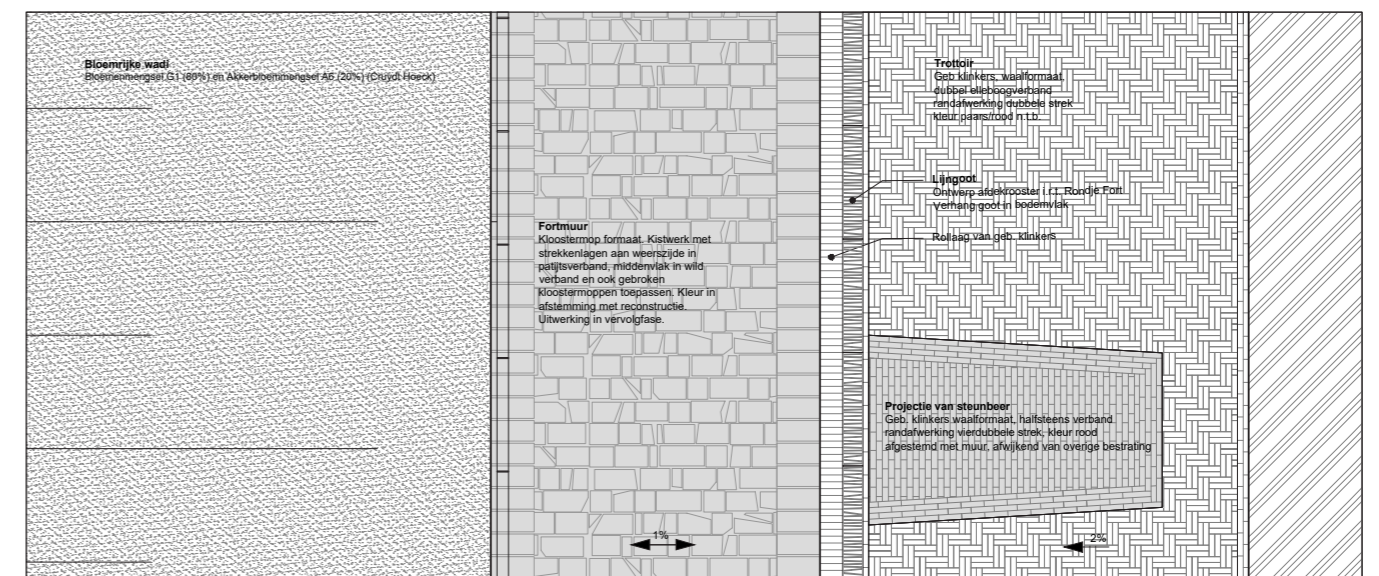 Bloemrijke wadi
Bloemenmengsel G1 (80%) en Akkerbloemmengsel A6 (20%) (Cruydt Hoeck)
Fortmuur
Kloostermop formaat. Kistwerk met
strekkenlagen aan weerszijde in
patijtsverband, middenvlak in wild
verband en ook gebroken
kloostermoppen toepassen. Kleur in
afstemming met reconstructie.
Uitwerking in vervolgfase.
1%
Trottoir
Geb klinkers, waalformaat,
dubbel elleboogverband
randafwerking dubbele strek
kleur paars/rood n.t.b.
Lijngoot
Ontwerp afdekrooster i.r.t. Rondje Fort
Verhang goot in bodemvlak
Rollaag van geb. klinkers
Projectie van steunbeer
Geb. klinkers waalformaat, halfsteens verband
randafwerking vierdubbele strek, kleur rood
afgestemd met muur, afwijkend van overige bestrating
2%